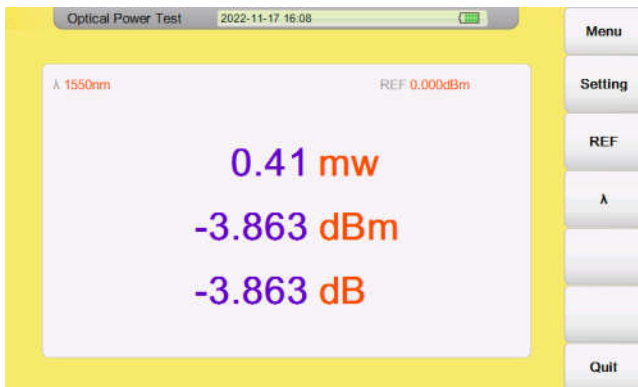 Optical Power Test 2022-11-17 16:08
λ 1550nm REF 0.000dBm
0.41 mw
-3.863 dBm
-3.863 dB
Menu
Setting
REF
λ
Quit